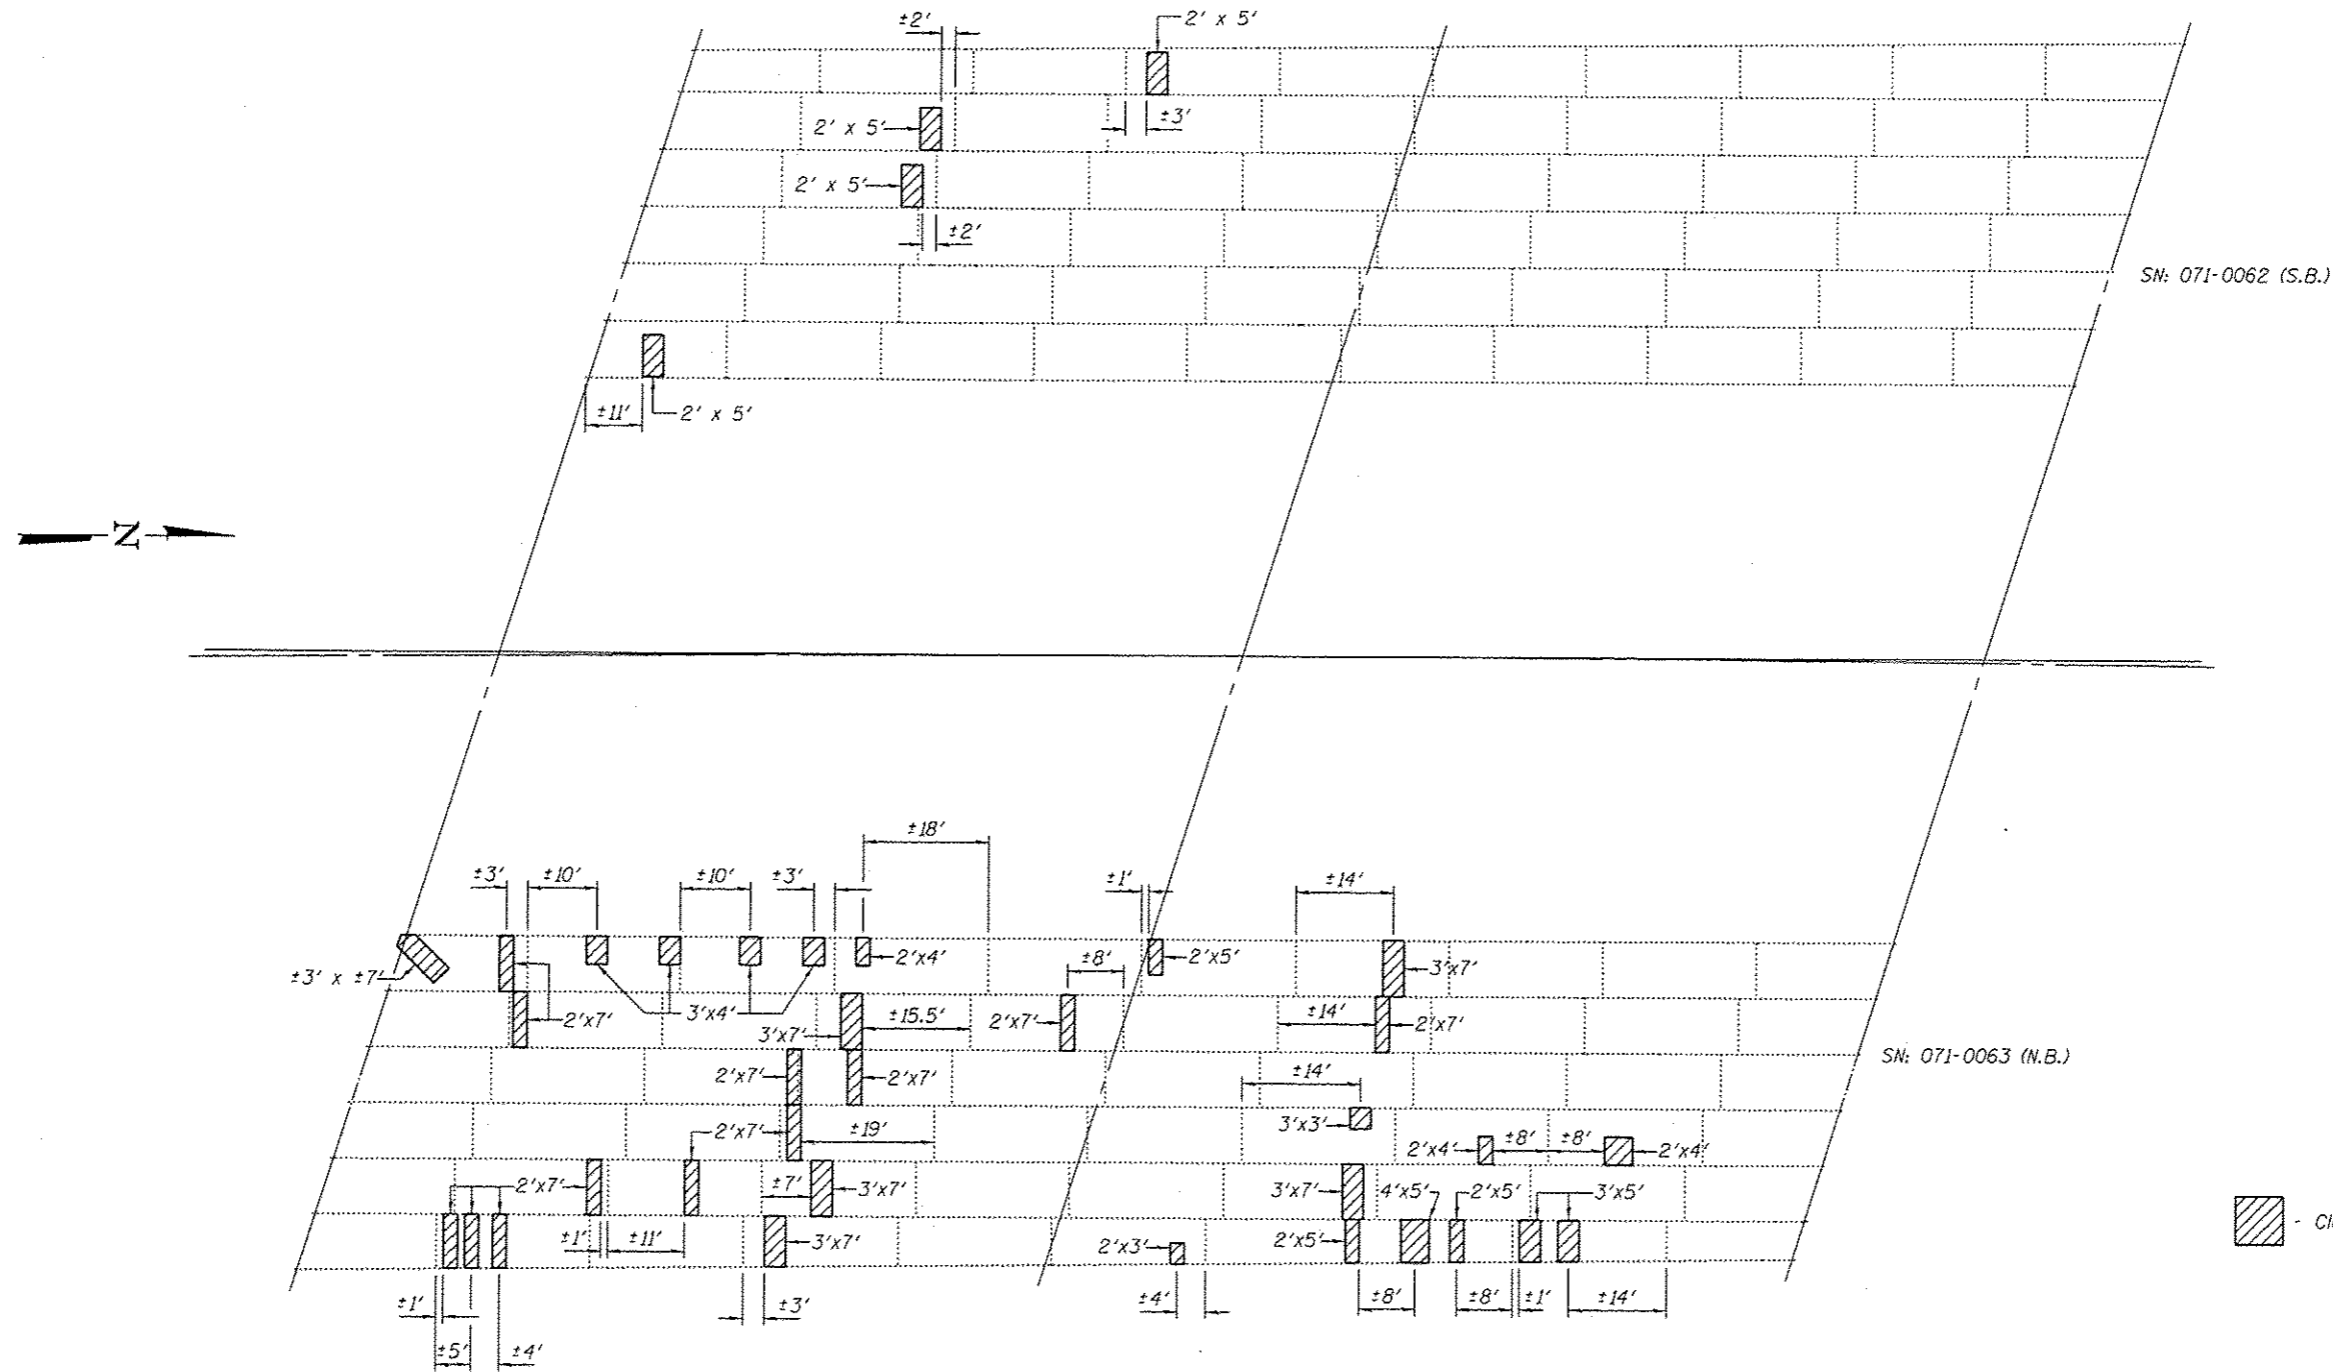 ±2'
2' x 5'
2' x 5'
±3'
2' x 5'
±2'
SN: 071-0062 (S.B.)
±11'
2' x 5'
N
±18'
±3'
±10'
±10'
±3'
±1'
±14'
±3' x ±7'
2'x4'
±8'
2'x5'
3'x7'
2'x7'
3'x4'
3'x7'
±15.5'
2'x7'
±14'
2'x7'
SN: 071-0063 (N.B.)
2'x7'
2'x7'
±14'
2'x7'
±19'
3'x3'
2'x4'
±8'
±8'
2'x4'
2'x7'
±7'
3'x7'
3'x7'
4'x5'
2'x5'
3'x5'
±1'
±11'
3'x7'
2'x3'
2'x5'
±1'
±3'
±4'
±8'
±8'
±1'
±14'
±5'
±4'